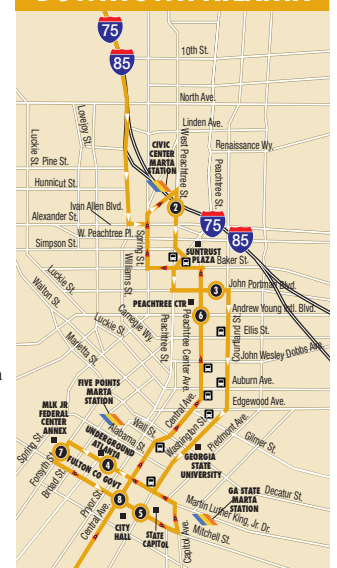 75
85
10th St.
North Ave.
Linden Ave.
Renaissance Wy.
Luckie St.
Lovejoy St.
CIVIC
CENTER
MARTA
STATION
West Peachtree St.
Peachtree St.
Pine St.
Hunnicut St.
Ivan Allen Blvd.
Alexander St.
W. Peachtree Pl.
Simpson St.
2
75
85
Spring St.
Williams St.
SUNTRUST
PLAZA
Baker St.
John Portman Blvd.
3
PEACHTREE CTR
6
Andrew Young Intl. Blvd.
Courtland St.
Ellis St.
John Wesley Dobbs Ave.
Luckie St.
Walton St.
Carnegie Wy.
Luckie St.
Marietta St.
Peachtree St.
Peachtree Center Ave.
Auburn Ave.
Edgewood Ave.
FIVE POINTS
MARTA
STATION
MLK JR
FEDERAL
CENTER
ANNEX
Wall St.
Alabama St.
Central Ave.
Washington St.
Piedmont Ave.
Gilmer St.
UNDERGROUND
ATLANTA
GEORGIA
STATE
UNIVERSITY
Spring St.
7
4
FULTON CO GOVT
Forsyth St.
Broad St.
Pryor St.
Central Ave.
8
5
CITY
HALL
STATE
CAPITOL
Capitol Ave.
Decatur St.
GA STATE
MARTA
STATION
Martin Luther King, Jr. Dr.
Mitchell St.